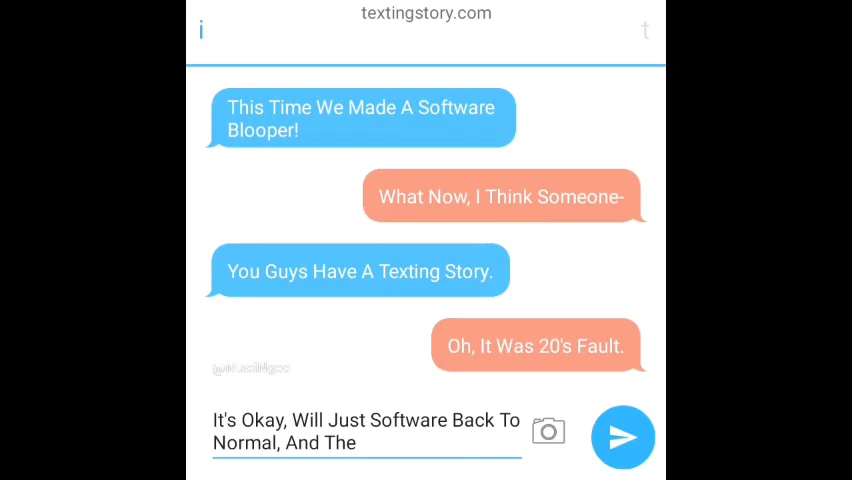 textingstory.com
i
t
This Time We Made A Software
Blooper!
What Now, I Think Someone-
You Guys Have A Texting Story.
Oh, It Was 20's Fault.
It's Okay, Will Just Software Back To
Normal, And The